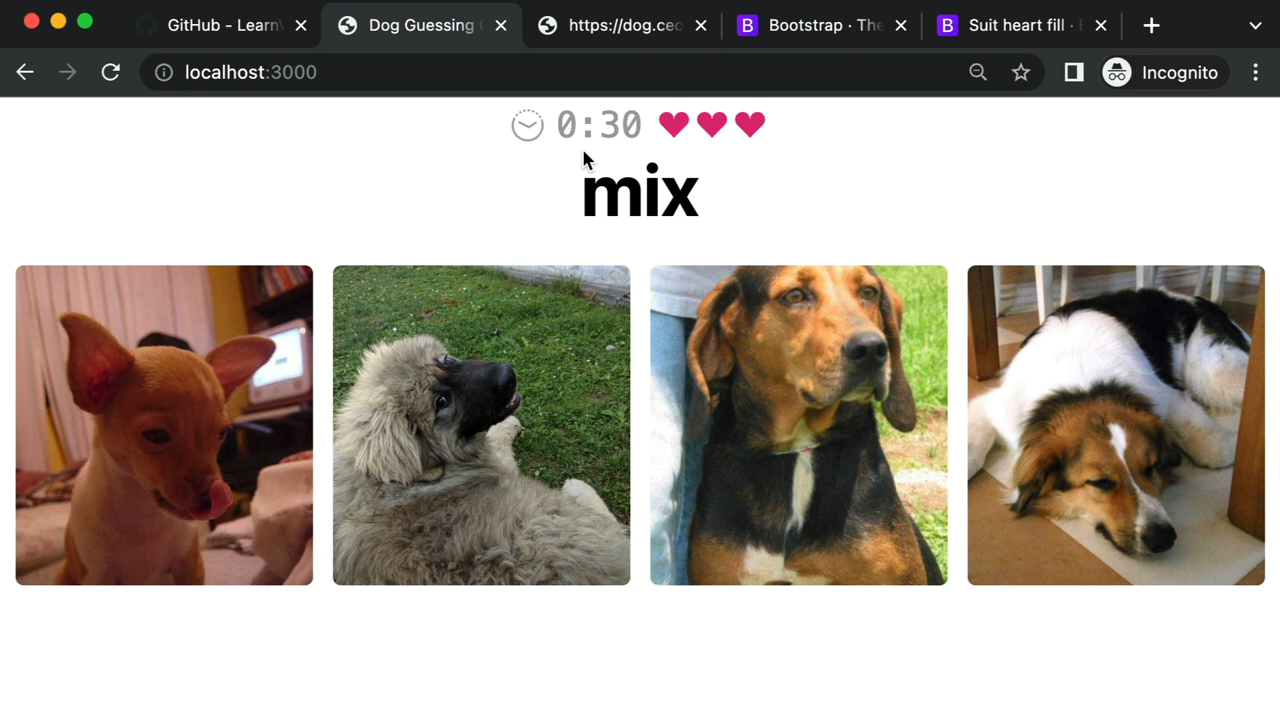 GitHub - Learn
Dog Guessing
https://dog.ceo
B Bootstrap · The
B Suit heart fill ·
localhost:3000
Incognito
0:30
mix